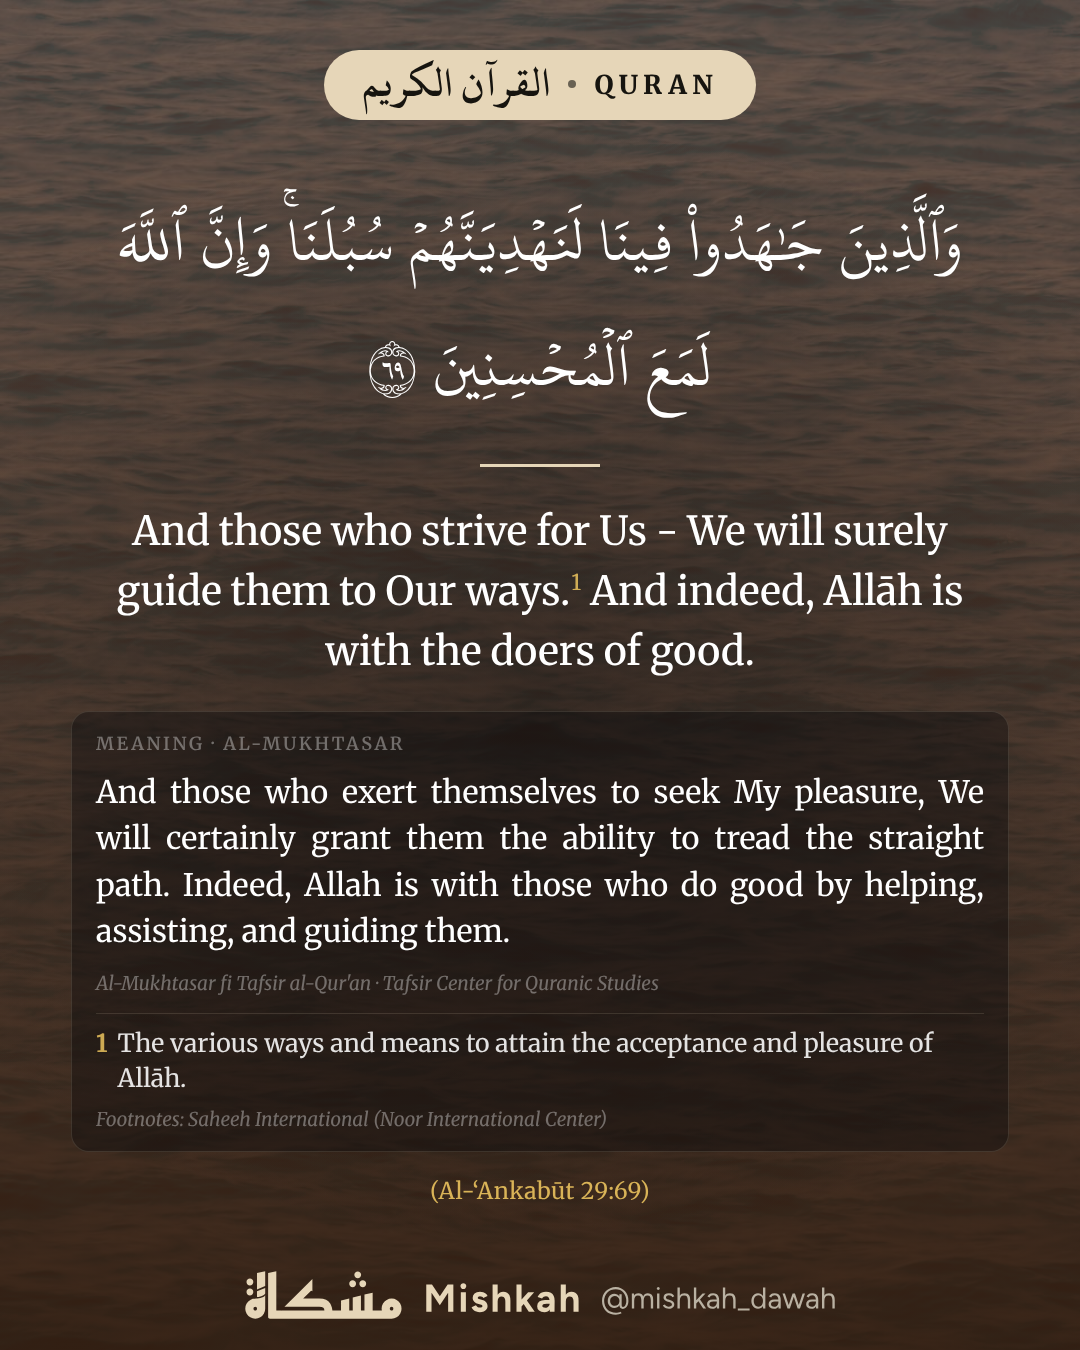 القرآن الكريم • QURAN
وَٱلَّذِينَ جَـٰهَدُوا۟ فِينَا لَنَهْدِيَنَّهُمْ سُبُلَنَا ۚ وَإِنَّ ٱللَّهَ
لَمَعَ ٱلْمُحْسِنِينَ ٦٩
And those who strive for Us - We will surely
guide them to Our ways.1 And indeed, Allāh is
with the doers of good.
MEANING · AL-MUKHTASAR
And those who exert themselves to seek My pleasure, We
will certainly grant them the ability to tread the straight
path. Indeed, Allah is with those who do good by helping,
assisting, and guiding them.
Al-Mukhtasar fi Tafsir al-Qur'an · Tafsir Center for Quranic Studies
1 The various ways and means to attain the acceptance and pleasure of
Allāh.
Footnotes: Saheeh International (Noor International Center)
(Al-‘Ankabūt 29:69)
مشكاة Mishkah @mishkah_dawah